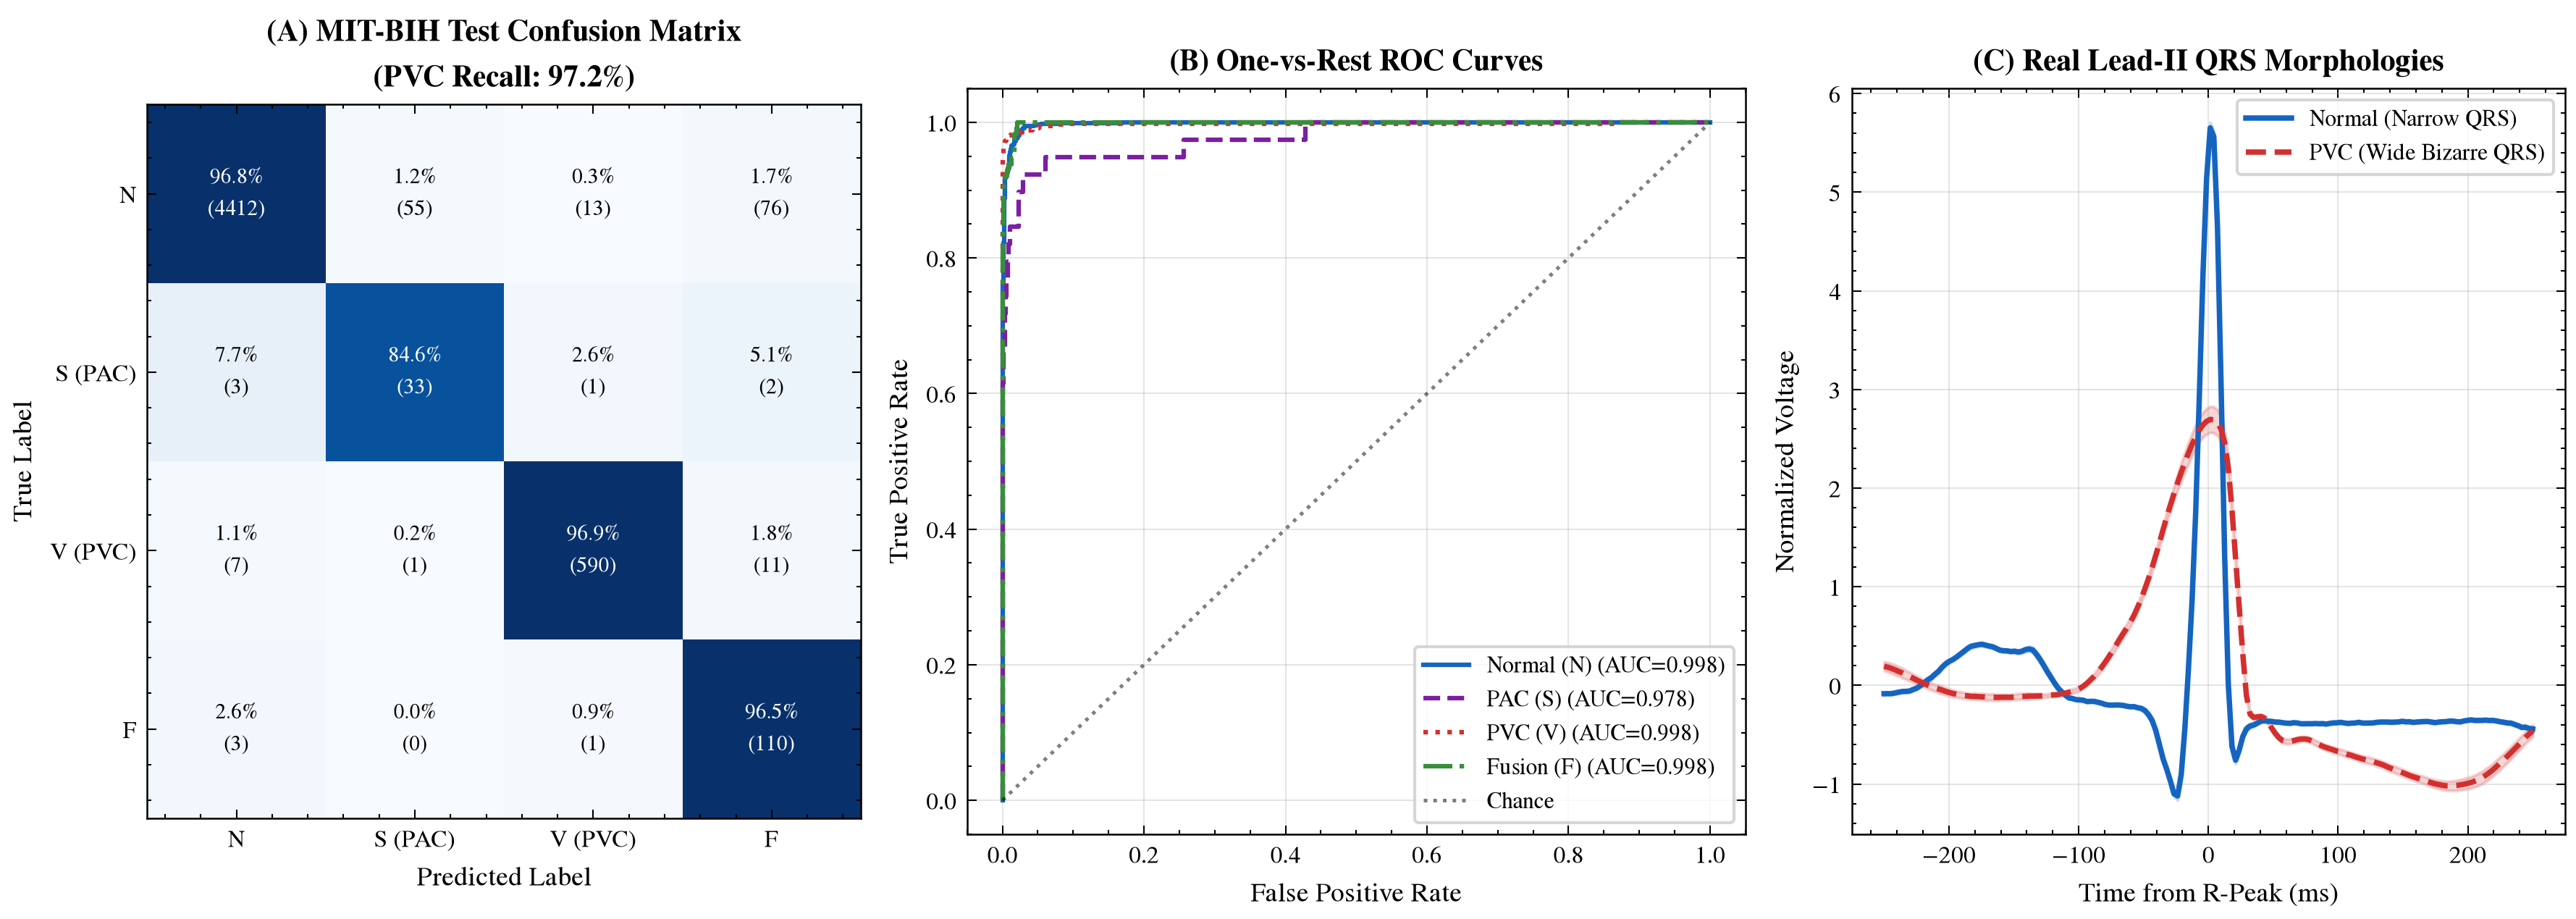 (A) MIT-BIH Test Confusion Matrix
(PVC Recall: 97.2%)
True Label
N
96.8%
(4412)
1.2%
(55)
0.3%
(13)
1.7%
(76)
S (PAC)
7.7%
(3)
84.6%
(33)
2.6%
(1)
5.1%
(2)
V (PVC)
1.1%
(7)
0.2%
(1)
96.9%
(590)
1.8%
(11)
F
2.6%
(3)
0.0%
(0)
0.9%
(1)
96.5%
(110)
N S (PAC) V (PVC) F
Predicted Label
(B) One-vs-Rest ROC Curves
True Positive Rate
1.0
0.8
0.6
0.4
0.2
0.0
Normal (N) (AUC=0.998)
PAC (S) (AUC=0.978)
PVC (V) (AUC=0.998)
Fusion (F) (AUC=0.998)
Chance
0.0 0.2 0.4 0.6 0.8 1.0
False Positive Rate
(C) Real Lead-II QRS Morphologies
Normalized Voltage
6
5
4
3
2
1
0
−1
Normal (Narrow QRS)
PVC (Wide Bizarre QRS)
−200 −100 0 100 200
Time from R-Peak (ms)